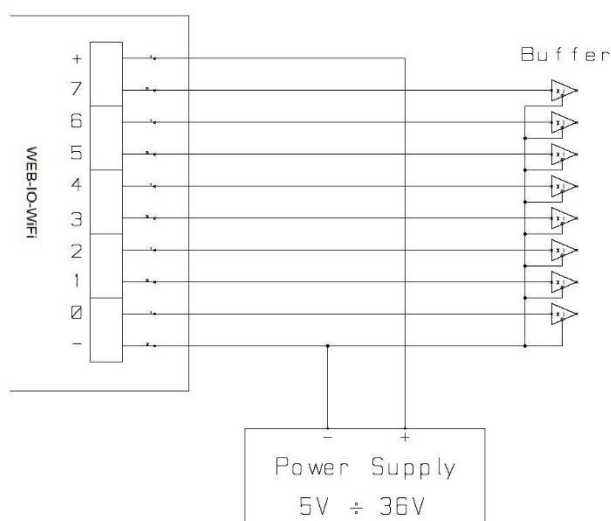 Buffer
+
7
6
5
4
3
2
1
0
-
WEB-IO-WiFi
- +
Power Supply
5V ÷ 36V